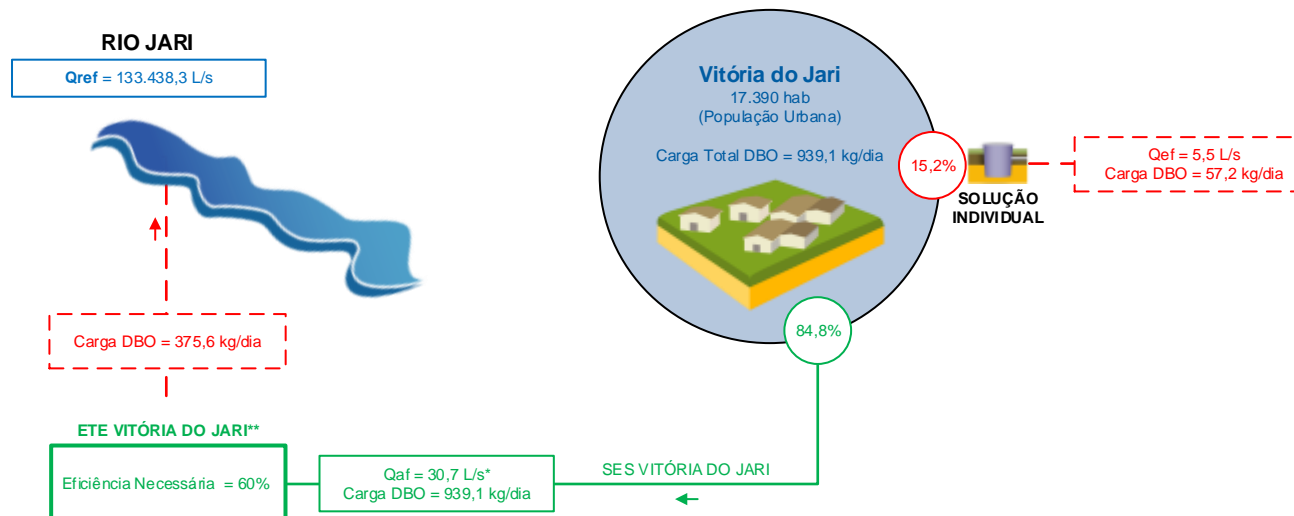 RIO JARI
Qref = 133.438,3 L/s
Vitória do Jari
17.390 hab
(População Urbana)
Carga Total DBO = 939,1 kg/dia
15,2%
SOLUÇÃO
INDIVIDUAL
Qef = 5,5 L/s
Carga DBO = 57,2 kg/dia
84,8%
Carga DBO = 375,6 kg/dia
ETE VITÓRIA DO JARI**
Eficiência Necessária = 60%
Qaf = 30,7 L/s*
Carga DBO = 939,1 kg/dia
SES VITÓRIA DO JARI